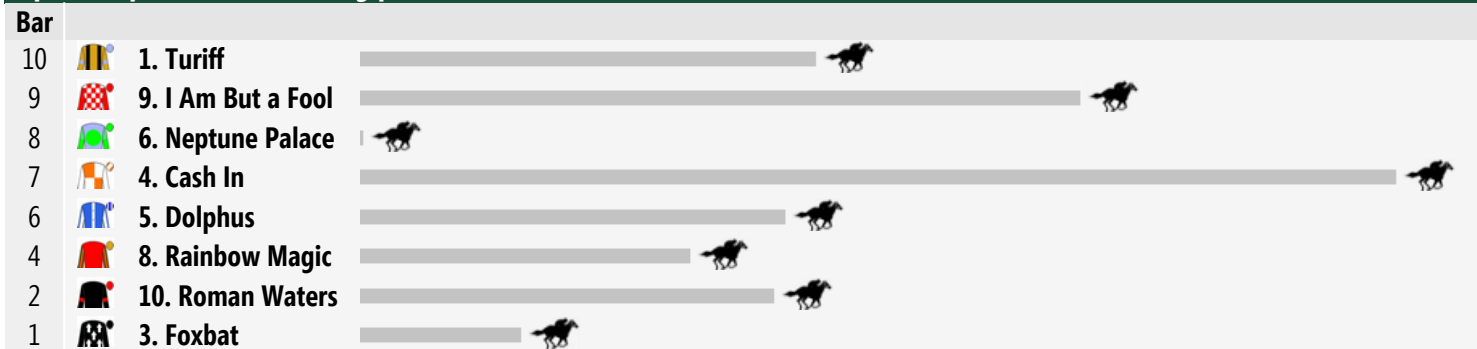 Bar
10 1. Turiff
9 9. I Am But a Fool
8 6. Neptune Palace
7 4. Cash In
6 5. Dolphus
4 8. Rainbow Magic
2 10. Roman Waters
1 3. Foxbat